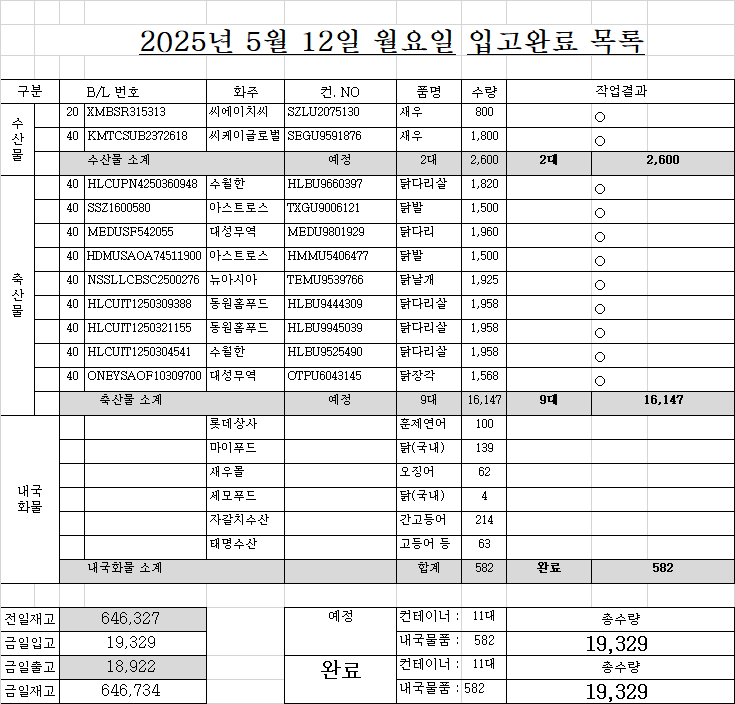 2025년 5월 12일 월요일 입고완료 목록
구분 B/L 번호 화주 컨. NO 품명 수량 작업결과
수산물
20 XMBSR315313 씨에이치씨 SZLU2075130 새우 800 ○
40 KMTCSUB2372618 씨케이글로벌 SEGU9591876 새우 1,800 ○
수산물 소계 예정 2대 2,600 2대 2,600
축산물
40 HLCUPN4250360948 수월한 HLBU9660397 닭다리살 1,820 ○
40 SSZ1600580 아스트로스 TXGU9006121 닭발 1,500 ○
40 MEDUSF542055 대성무역 MEDU9801929 닭다리 1,960 ○
40 HDMUSAOA74511900 아스트로스 HMMU5406477 닭발 1,500 ○
40 NSSLLCBSC2500276 뉴아시아 TEMU9539766 닭날개 1,925 ○
40 HLCUIT1250309388 동원홈푸드 HLBU9444309 닭다리살 1,958 ○
40 HLCUIT1250321155 동원홈푸드 HLBU9945039 닭다리살 1,958 ○
40 HLCUIT1250304541 수월한 HLBU9525490 닭다리살 1,958 ○
40 ONEYSAOF10309700 대성무역 OTPU6043145 닭장각 1,568 ○
축산물 소계 예정 9대 16,147 9대 16,147
내국화물
롯데상사 훈제연어 100
마이푸드 닭(국내) 139
새우몰 오징어 62
세모푸드 닭(국내) 4
자갈치수산 간고등어 214
태명수산 고등어 등 63
내국화물 소계 합계 582 완료 582
전일재고 646,327 예정 컨테이너 : 11대 총수량
금일입고 19,329 내국물품 : 582 19,329
금일출고 18,922 완료 컨테이너 : 11대 총수량
금일재고 646,734 내국물품 : 582 19,329